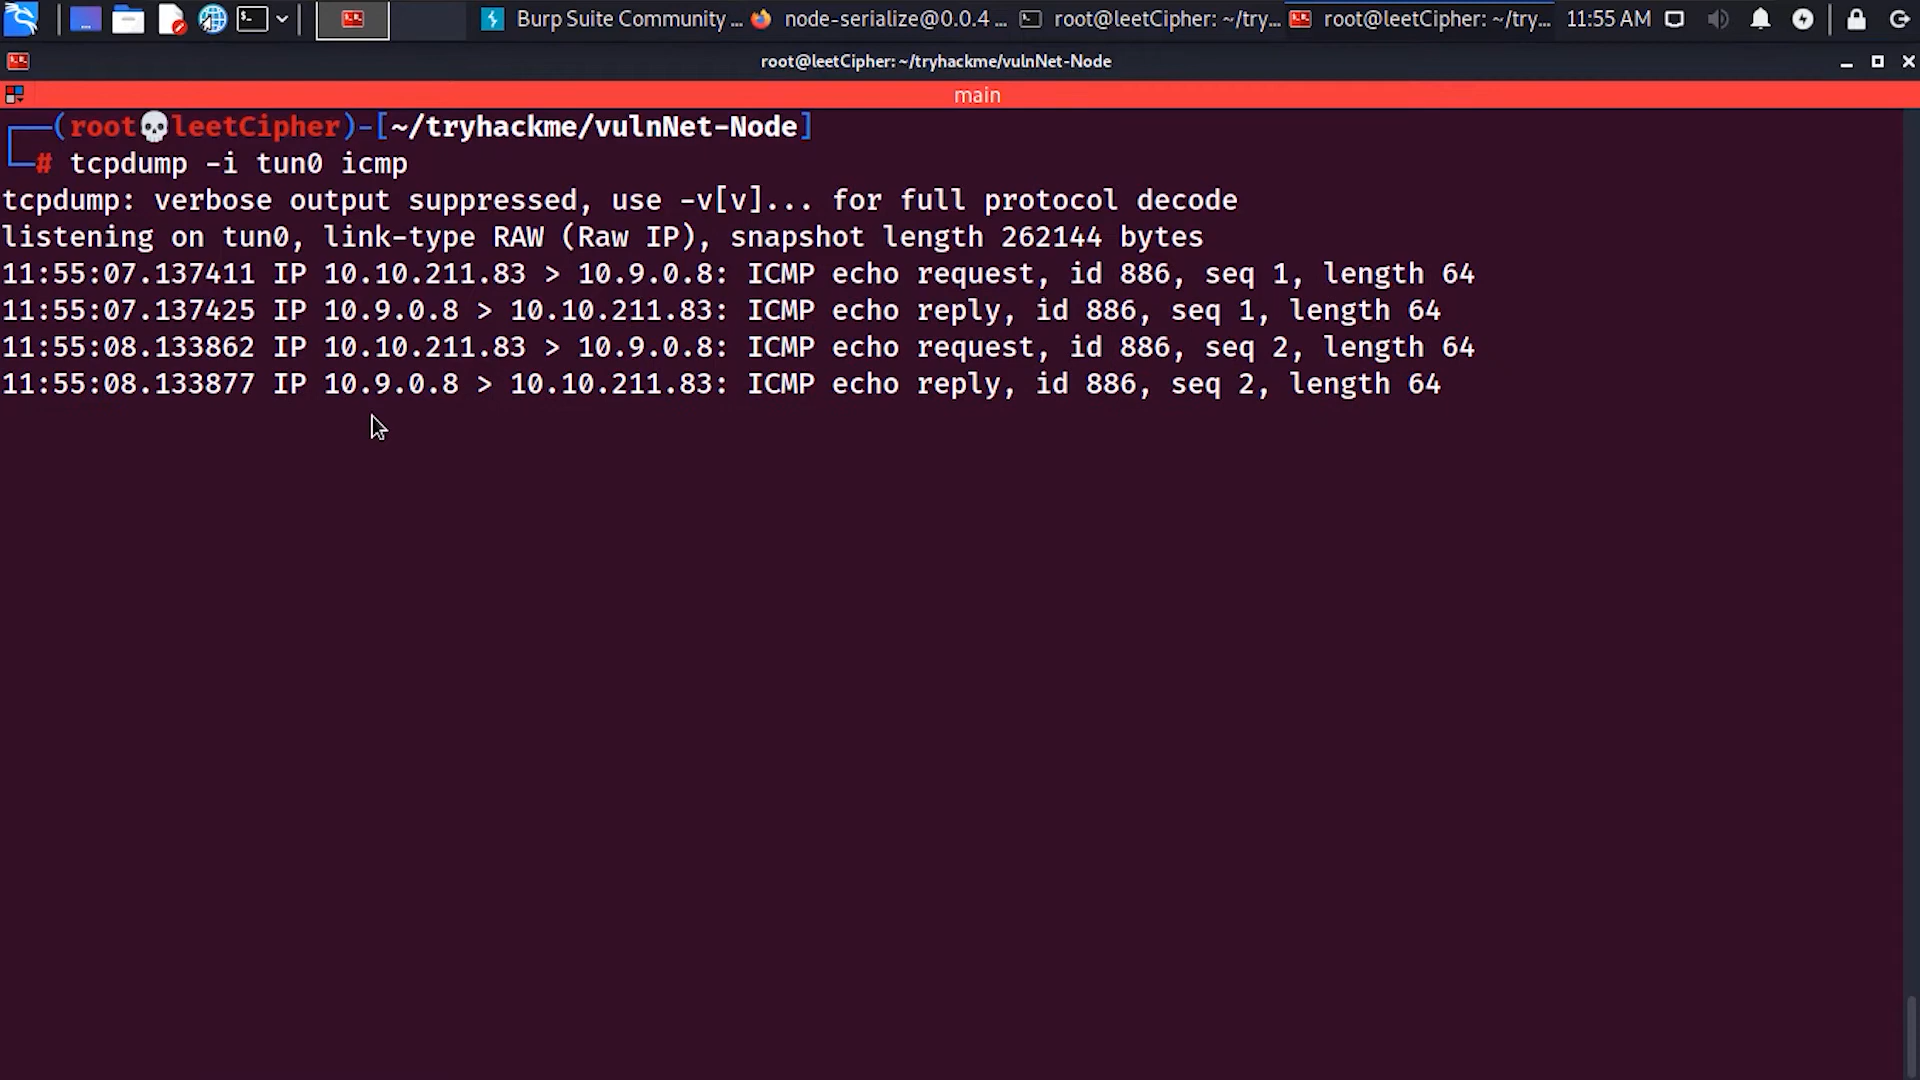 Burp Suite Community ... node-serialize@0.0.4 ... root@leetCipher: ~/try... root@leetCipher: ~/try... 11:55 AM
root@leetCipher: ~/tryhackme/vulnNet-Node
main
(root💀leetCipher)-[~/tryhackme/vulnNet-Node]
# tcpdump -i tun0 icmp
tcpdump: verbose output suppressed, use -v[v]... for full protocol decode
listening on tun0, link-type RAW (Raw IP), snapshot length 262144 bytes
11:55:07.137411 IP 10.10.211.83 > 10.9.0.8: ICMP echo request, id 886, seq 1, length 64
11:55:07.137425 IP 10.9.0.8 > 10.10.211.83: ICMP echo reply, id 886, seq 1, length 64
11:55:08.133862 IP 10.10.211.83 > 10.9.0.8: ICMP echo request, id 886, seq 2, length 64
11:55:08.133877 IP 10.9.0.8 > 10.10.211.83: ICMP echo reply, id 886, seq 2, length 64